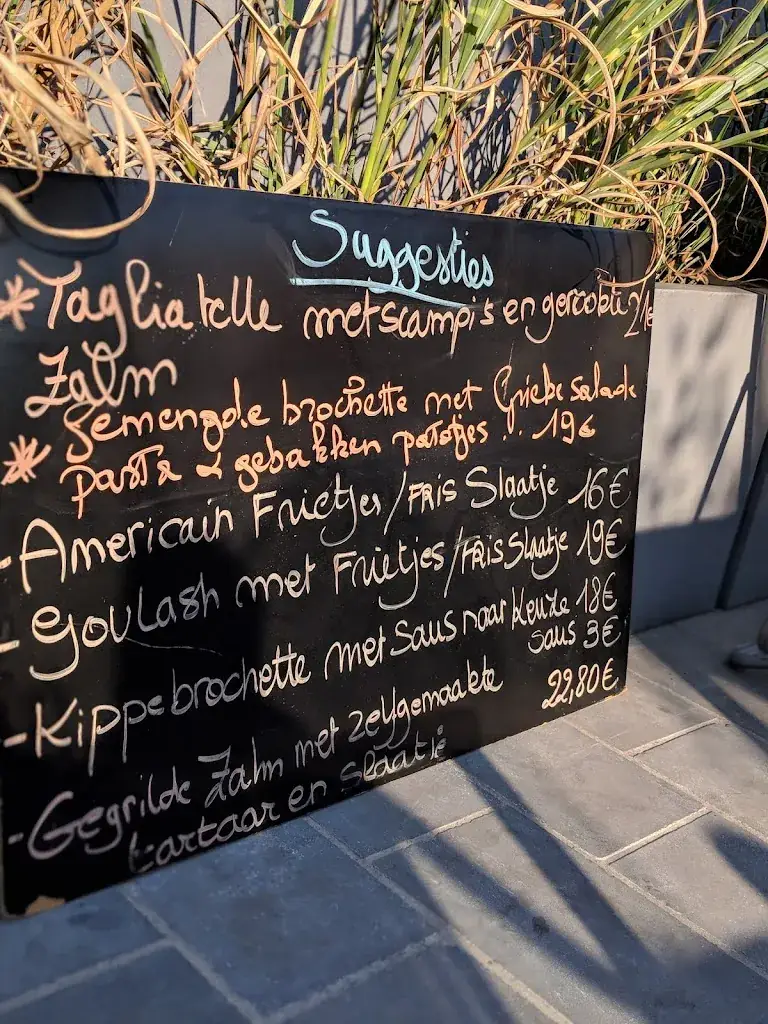 Suggesties
* Tagliatelle met scampi's en gerookte 21€
Zalm
* Gemengde brochette met Griekse salade
pasta & gebakken patatjes .. 19€
- Americain Frietjes / FRIS Slaatje 16€
- Goulash met Frietjes / FRIS Slaatje 19€
- Kippebrochette met Saus naar Keuze 18€
saus 3€
- Gegrilde Zalm met zelfgemaakte 22,80€
tartaar en slaatje